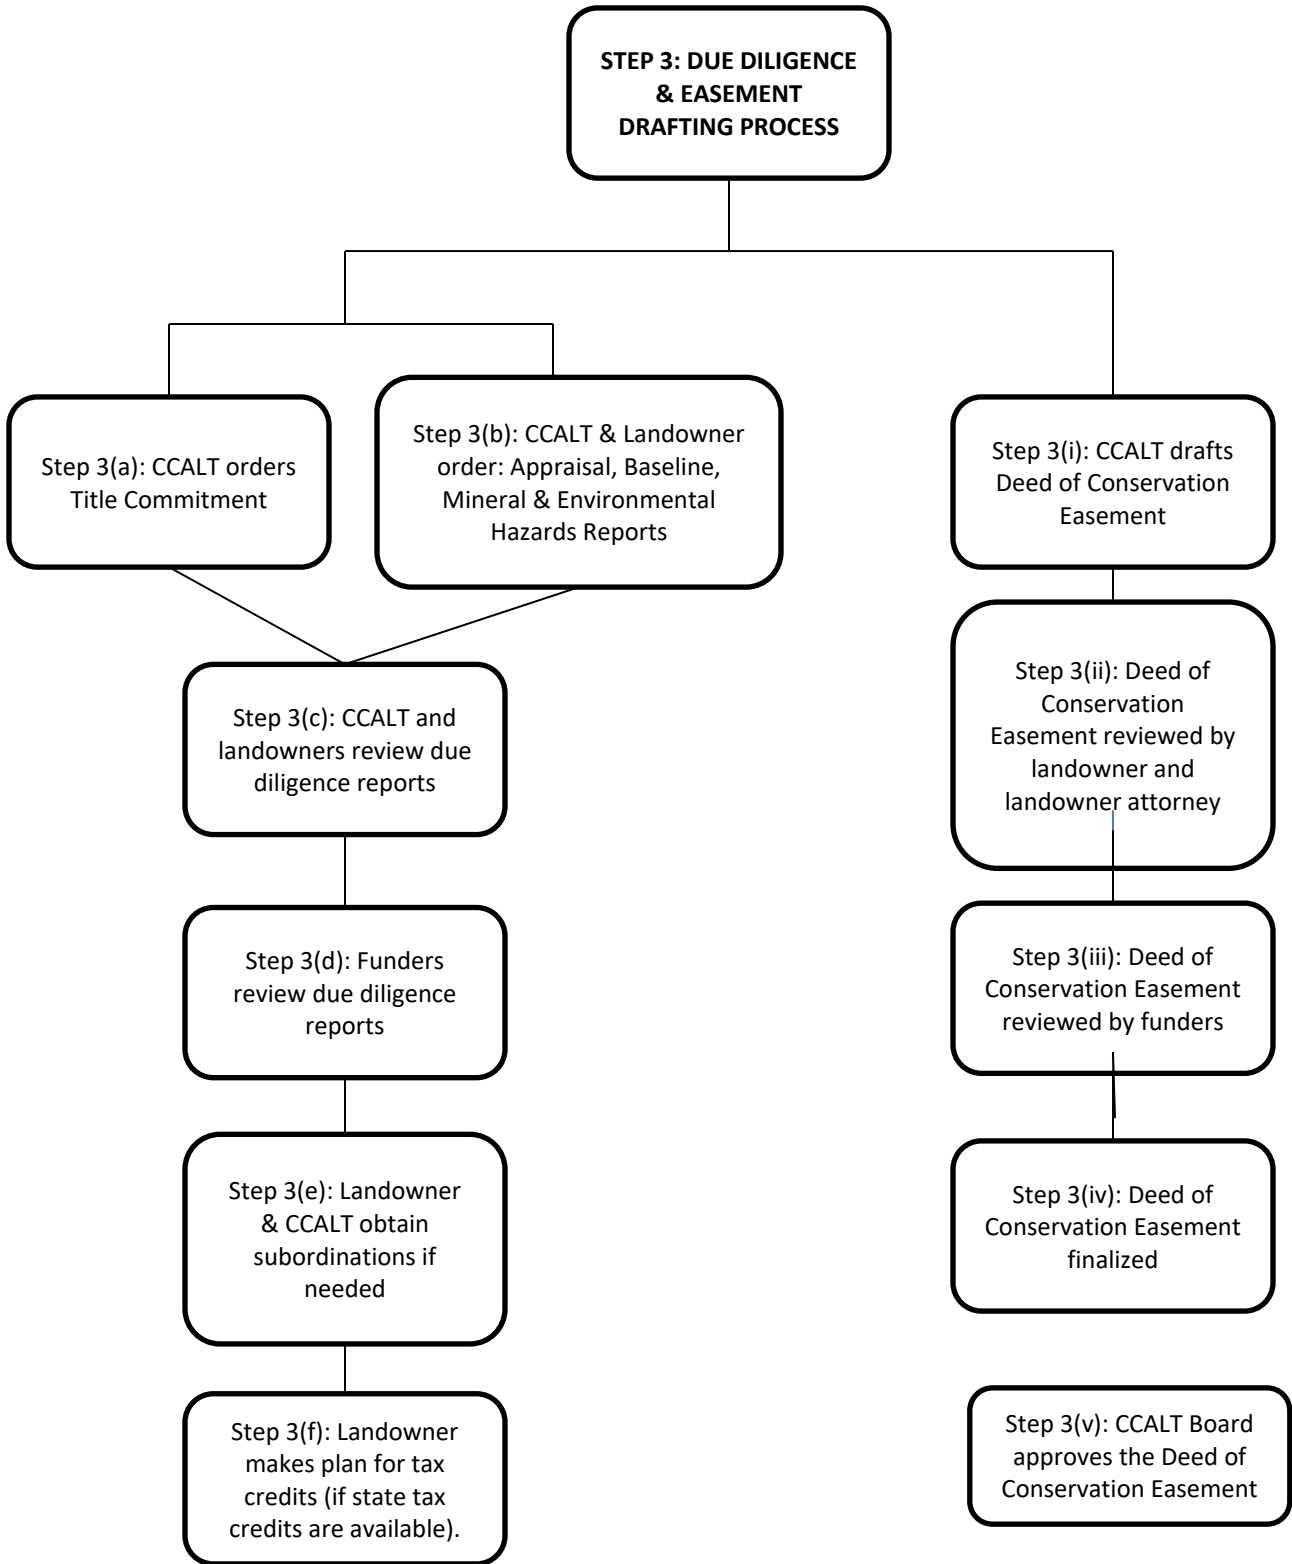 STEP 3: DUE DILIGENCE
& EASEMENT
DRAFTING PROCESS
Step 3(a): CCALT orders
Title Commitment
Step 3(b): CCALT & Landowner
order: Appraisal, Baseline,
Mineral & Environmental
Hazards Reports
Step 3(c): CCALT and
landowners review due
diligence reports
Step 3(d): Funders
review due diligence
reports
Step 3(e): Landowner
& CCALT obtain
subordinations if
needed
Step 3(f): Landowner
makes plan for tax
credits (if state tax
credits are available).
Step 3(i): CCALT drafts
Deed of Conservation
Easement
Step 3(ii): Deed of
Conservation
Easement reviewed by
landowner and
landowner attorney
Step 3(iii): Deed of
Conservation Easement
reviewed by funders
Step 3(iv): Deed of
Conservation Easement
finalized
Step 3(v): CCALT Board
approves the Deed of
Conservation Easement